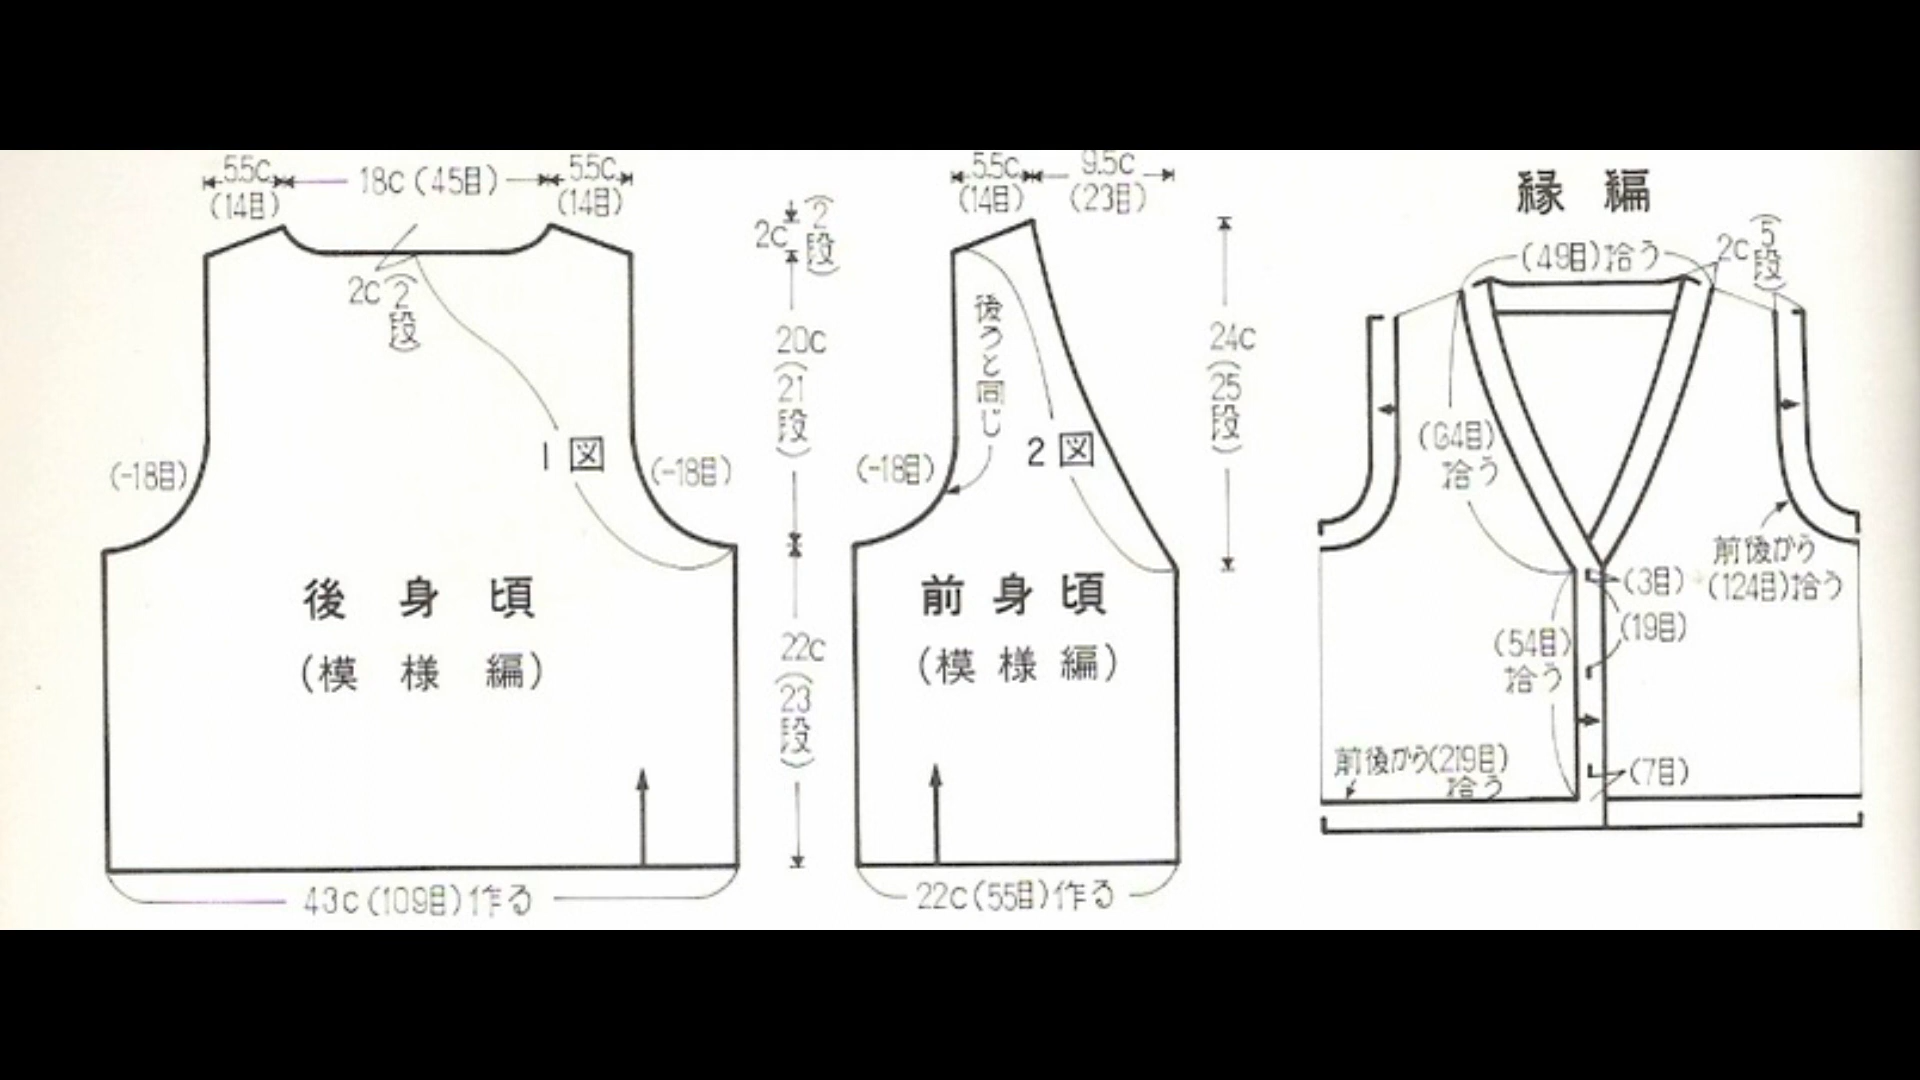 5.5c
(14目)
18c (45目)
5.5c
(14目)
2c(2段)
1図
(-18目)
(-18目)
後身頃
(模様編)
43c(109目)作る
2c(2段)
20c(21段)
22c(23段)
5.5c
(14目)
9.5c
(23目)
後ろと同じ
2図
(-18目)
前身頃
(模様編)
22c(55目)作る
24c(25段)
縁編
(49目)拾う
2c(5段)
(64目)
拾う
前後から
(124目)拾う
(3目)
(19目)
(54目)
拾う
(7目)
前後から(219目)
拾う